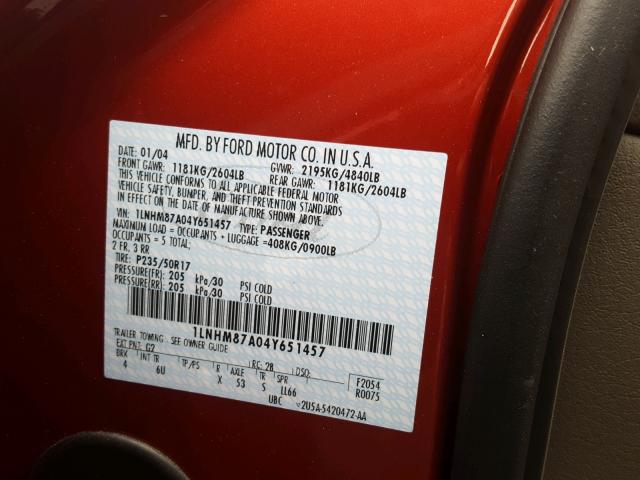 MFD. BY FORD MOTOR CO. IN U.S.A.
DATE: 01/04 GVWR: 2195KG/4840LB
FRONT GAWR: 1181KG/2604LB REAR GAWR: 1181KG/2604LB
THIS VEHICLE CONFORMS TO ALL APPLICABLE FEDERAL MOTOR
VEHICLE SAFETY, BUMPER, AND THEFT PREVENTION STANDARDS
IN EFFECT ON THE DATE OF MANUFACTURE SHOWN ABOVE.
VIN: 1LNHM87A04Y651457 TYPE: PASSENGER
MAXIMUM LOAD = OCCUPANTS + LUGGAGE =408KG/0900LB
OCCUPANTS = 5 TOTAL;
2 FR, 3 RR
TIRE: P235/50R17
PRESSURE(FR) 205 kPa/30 PSI COLD
PRESSURE(RR) 205 kPa/30 PSI COLD
1LNHM87A04Y651457
TRAILER TOWING - SEE OWNER GUIDE
EXT PNT: G2 RC: 28 DSO: F2054
BRK INT TR TP/PS R AXLE TR SPR R0075
4 6U X 53 S LL66
UBC 2U5A-5420472-AA